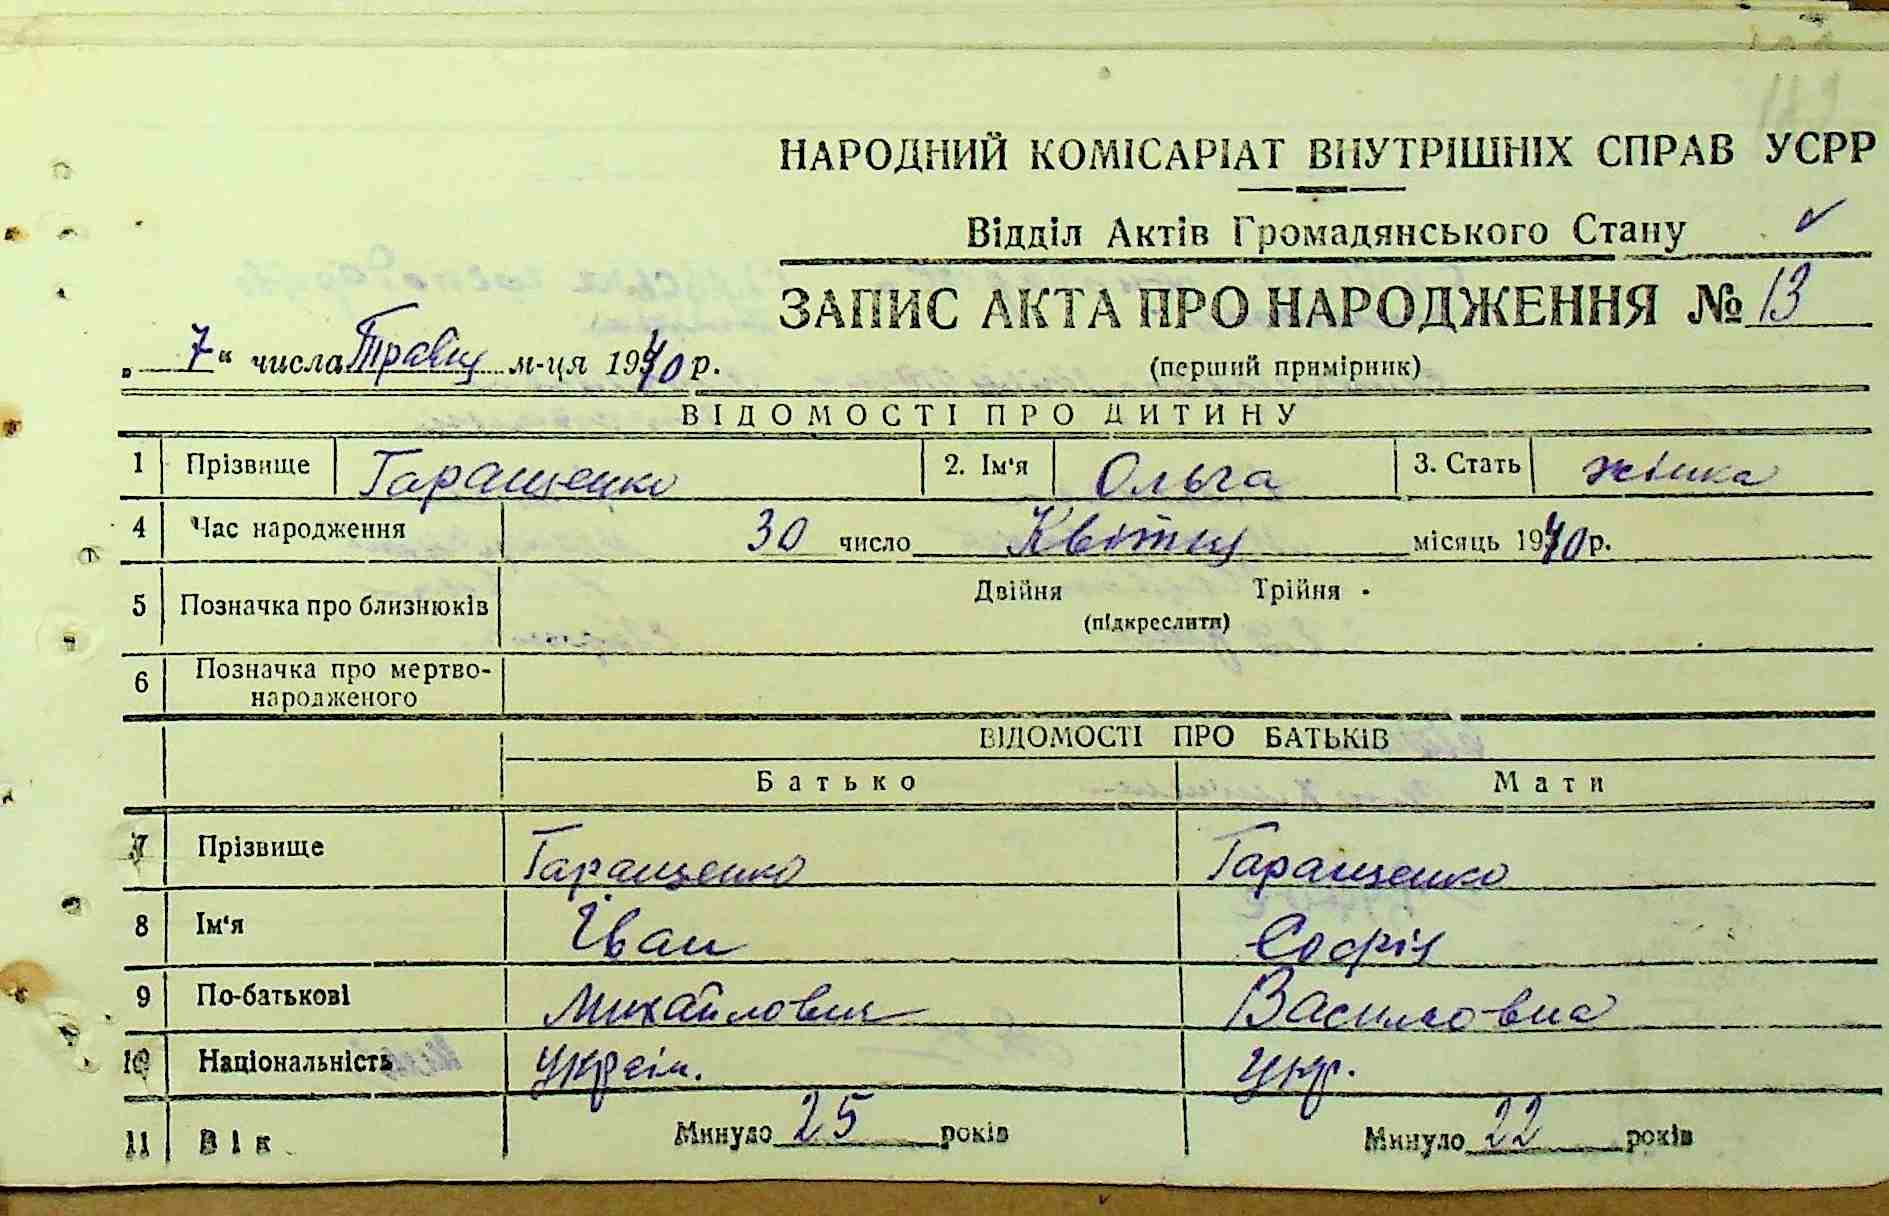 НАРОДНИЙ КОМІСАРІАТ ВНУТРІШНІХ СПРАВ УСРР
Відділ Актів Громадянського Стану
ЗАПИС АКТА ПРО НАРОДЖЕННЯ № 13
„ 7 “ числа Травня м-ця 1940 р.
(перший примірник)
ВІДОМОСТІ ПРО ДИТИНУ
1 Прізвище Таращенко 2. Ім'я Ольга 3. Стать жінка
4 Час народження 30 число Квітня місяць 1940 р.
5 Позначка про близнюків Двійня Трійня
(підкреслити)
6 Позначка про мертво-
народженого
ВІДОМОСТІ ПРО БАТЬКІВ
Батько Мати
7 Прізвище Таращенко Таращенко
8 Ім'я Іван Софія
9 По-батькові Михайлович Василовна
10 Національність Україн. Укр.
11 Вік Минуло 25 років Минуло 22 років